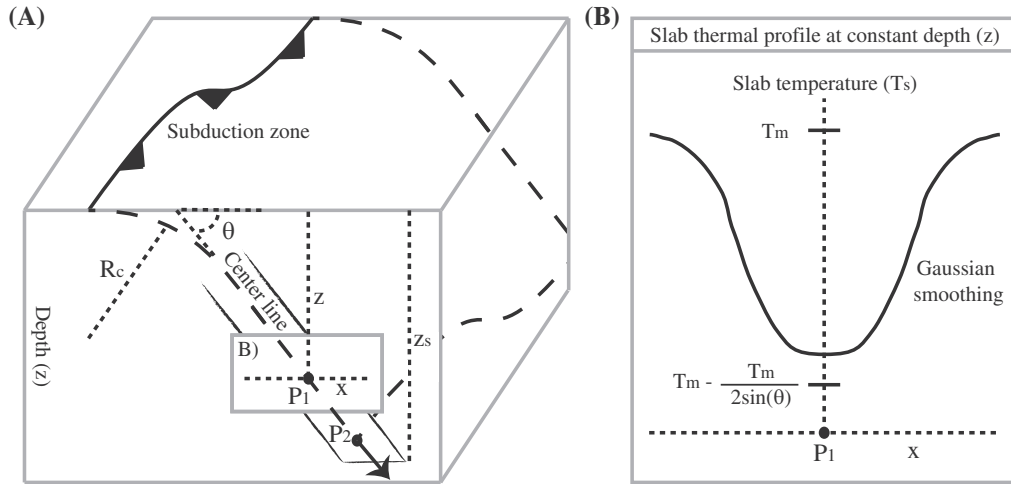 (A)
Subduction zone
θ
Rc
Center line
z
Depth (z)
B)
zs
P1
x
P2
(B)
Slab thermal profile at constant depth (z)
Slab temperature (Ts)
Tm
Gaussian
smoothing
Tm - Tm
2sin(θ)
P1
x